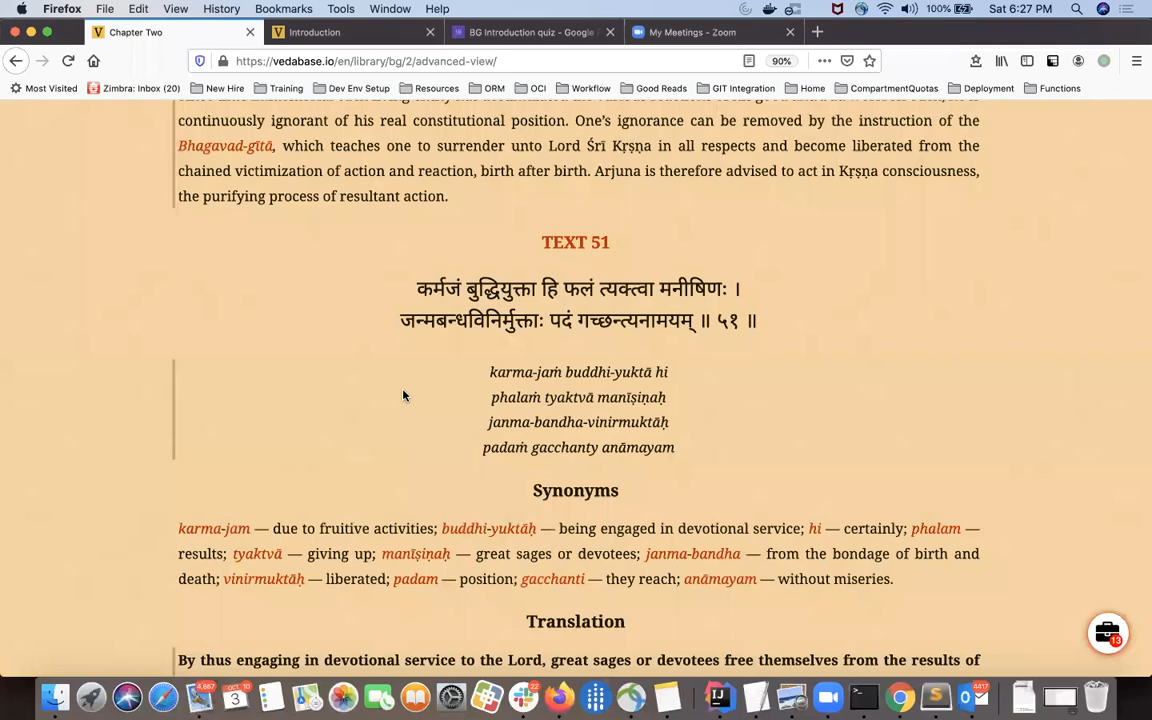 Firefox File Edit View History Bookmarks Tools Window Help 100% Sat 6:27 PM
Chapter Two Introduction BG Introduction quiz - Google My Meetings - Zoom
https://vedabase.io/en/library/bg/2/advanced-view/ 90%
Most Visited Zimbra: Inbox (20) New Hire Training Dev Env Setup Resources ORM OCI Workflow Good Reads GIT Integration Home CompartmentQuotas Deployment Functions
continuously ignorant of his real constitutional position. One’s ignorance can be removed by the instruction of the
Bhagavad-gītā, which teaches one to surrender unto Lord Śrī Kṛṣṇa in all respects and become liberated from the
chained victimization of action and reaction, birth after birth. Arjuna is therefore advised to act in Kṛṣṇa consciousness,
the purifying process of resultant action.
TEXT 51
कर्मजं बुद्धियुक्ता हि फलं त्यक्त्वा मनीषिणः ।
जन्मबन्धविनिर्मुक्ताः पदं गच्छन्त्यनामयम् ॥ ५१ ॥
karma-jaṁ buddhi-yuktā hi
phalaṁ tyaktvā manīṣiṇaḥ
janma-bandha-vinirmuktāḥ
padaṁ gacchanty anāmayam
Synonyms
karma-jam — due to fruitive activities; buddhi-yuktāḥ — being engaged in devotional service; hi — certainly; phalam —
results; tyaktvā — giving up; manīṣiṇaḥ — great sages or devotees; janma-bandha — from the bondage of birth and
death; vinirmuktāḥ — liberated; padam — position; gacchanti — they reach; anāmayam — without miseries.
Translation
By thus engaging in devotional service to the Lord, great sages or devotees free themselves from the results of
13
4,667 OCT 3 22 4417